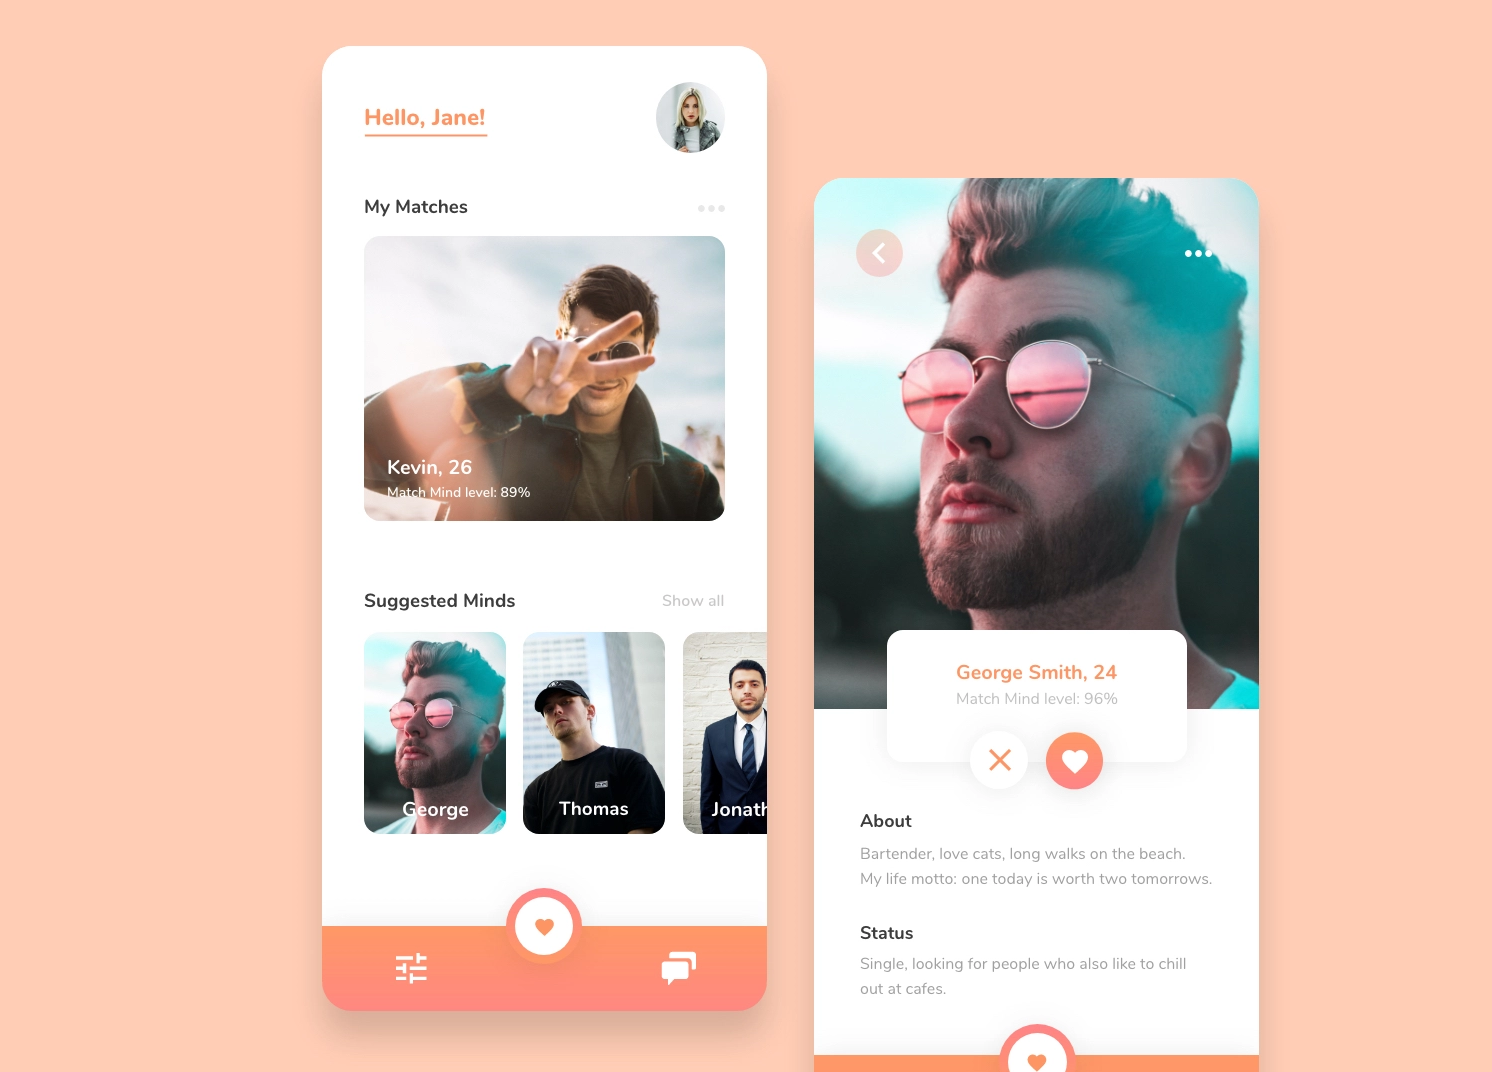 Hello, Jane!
My Matches
Kevin, 26
Match Mind level: 89%
Suggested Minds
Show all
George
Thomas
Jonath
George Smith, 24
Match Mind level: 96%
About
Bartender, love cats, long walks on the beach.
My life motto: one today is worth two tomorrows.
Status
Single, looking for people who also like to chill
out at cafes.